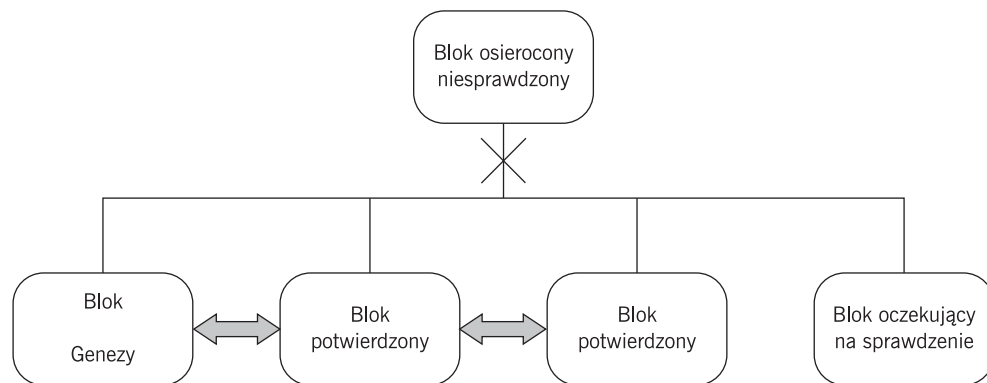 Blok osierocony
niesprawdzony
Blok
Genezy
Blok
potwierdzony
Blok
potwierdzony
Blok oczekujący
na sprawdzenie